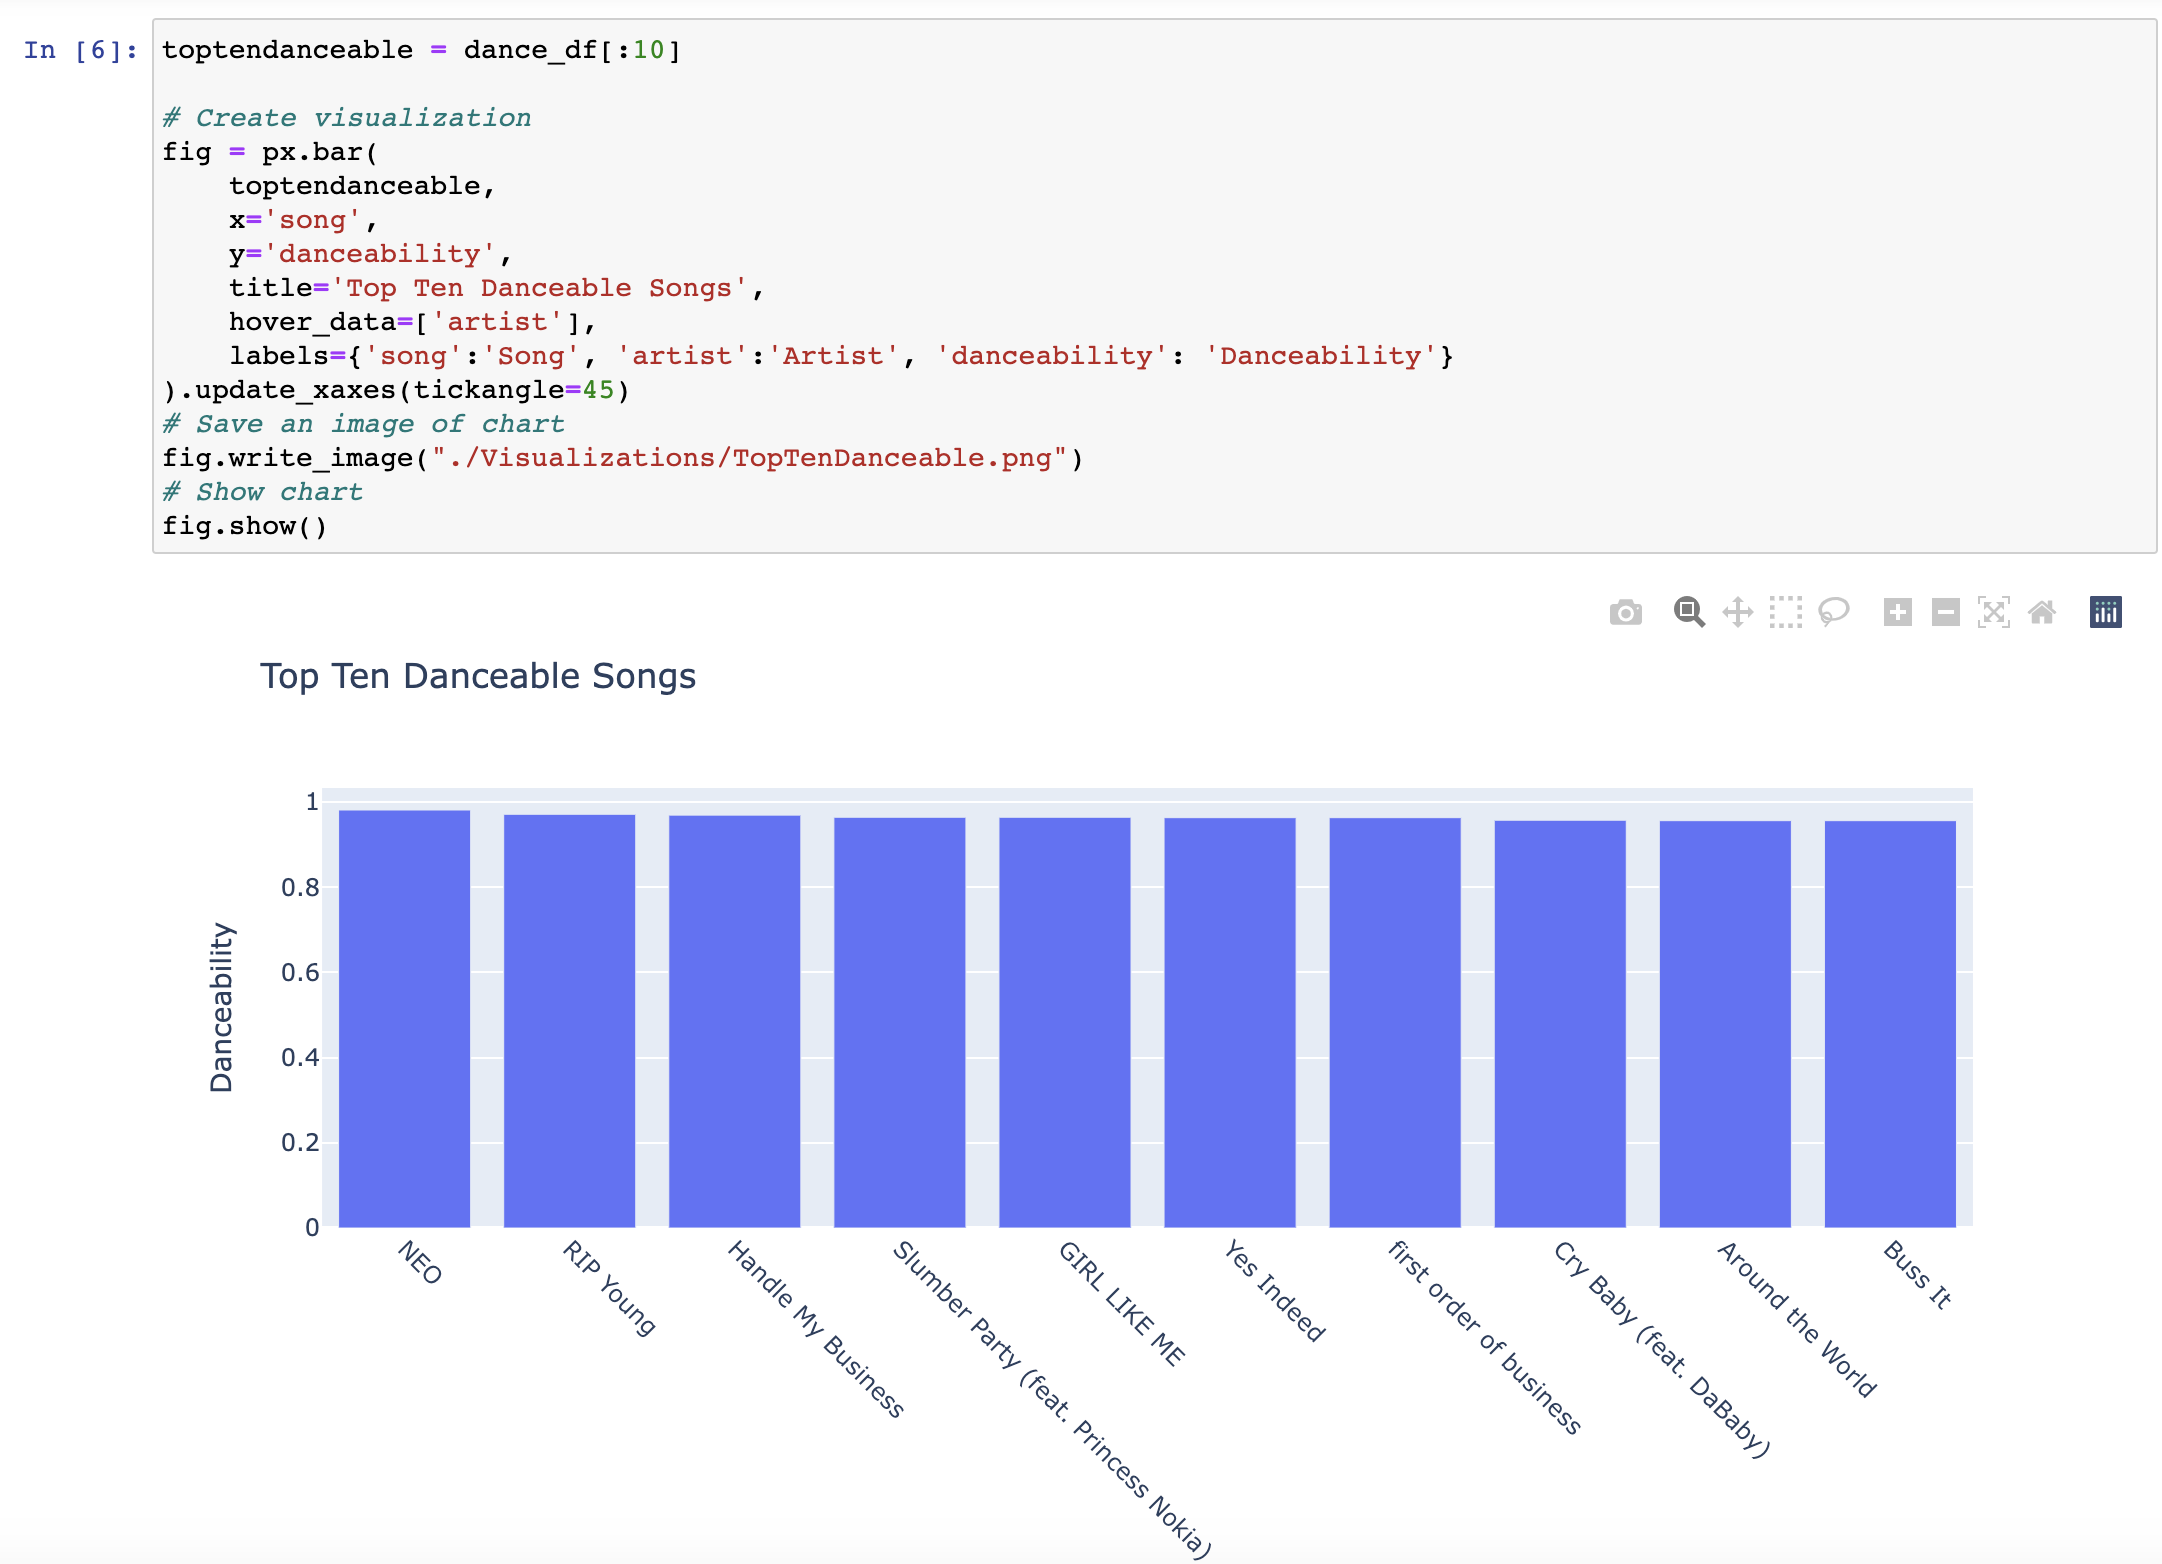 In [6]:
toptendanceable = dance_df[:10]
# Create visualization
fig = px.bar(
    toptendanceable,
    x='song',
    y='danceability',
    title='Top Ten Danceable Songs',
    hover_data=['artist'],
    labels={'song':'Song', 'artist':'Artist', 'danceability': 'Danceability'}
).update_xaxes(tickangle=45)
# Save an image of chart
fig.write_image("./Visualizations/TopTenDanceable.png")
# Show chart
fig.show()
Top Ten Danceable Songs
1
0.8
0.6
0.4
0.2
0
Danceability
NEO
RIP Young
Handle My Business
Slumber Party (feat. Princess Nokia)
GIRL LIKE ME
Yes Indeed
first order of business
Cry Baby (feat. DaBaby)
Around the World
Buss It